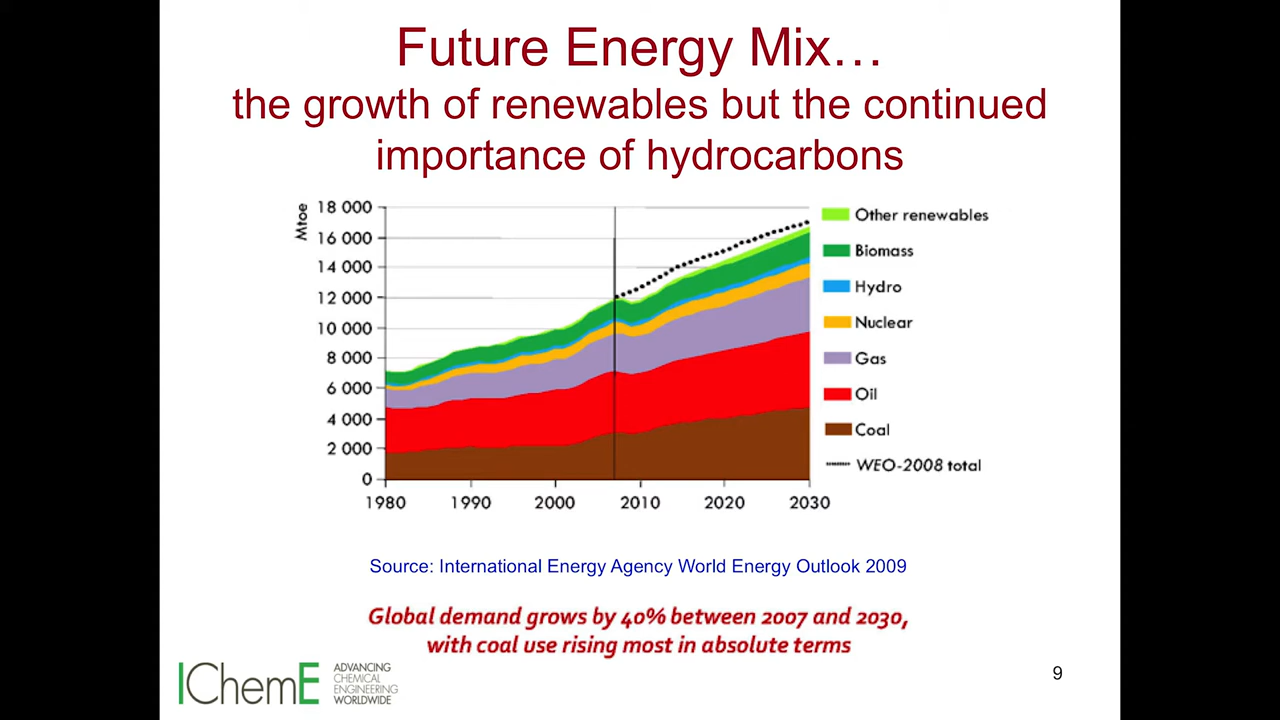 Future Energy Mix…
the growth of renewables but the continued
importance of hydrocarbons
Mtoe
18 000
16 000
14 000
12 000
10 000
8 000
6 000
4 000
2 000
0
1980
1990
2000
2010
2020
2030
Other renewables
Biomass
Hydro
Nuclear
Gas
Oil
Coal
WEO-2008 total
Source: International Energy Agency World Energy Outlook 2009
Global demand grows by 40% between 2007 and 2030,
with coal use rising most in absolute terms
IChemE
ADVANCING
CHEMICAL
ENGINEERING
WORLDWIDE
9